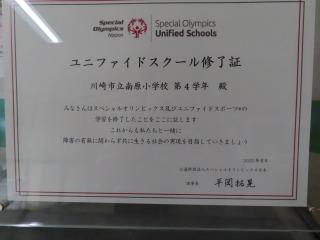 Special
Olympics
Nippon
Special Olympics
Unified Schools
ユニファイドスクール修了証
川崎市立南原小学校 第4学年 殿
みなさんはスペシャルオリンピックス及びユニファイドスポーツ®の
学習を修了したことをここに証します
これからも私たちと一緒に
障害の有無に関わらず共に生きる社会の実現を目指していきましょう
公益財団法人スペシャルオリンピックス日本
理事長 平岡拓晃